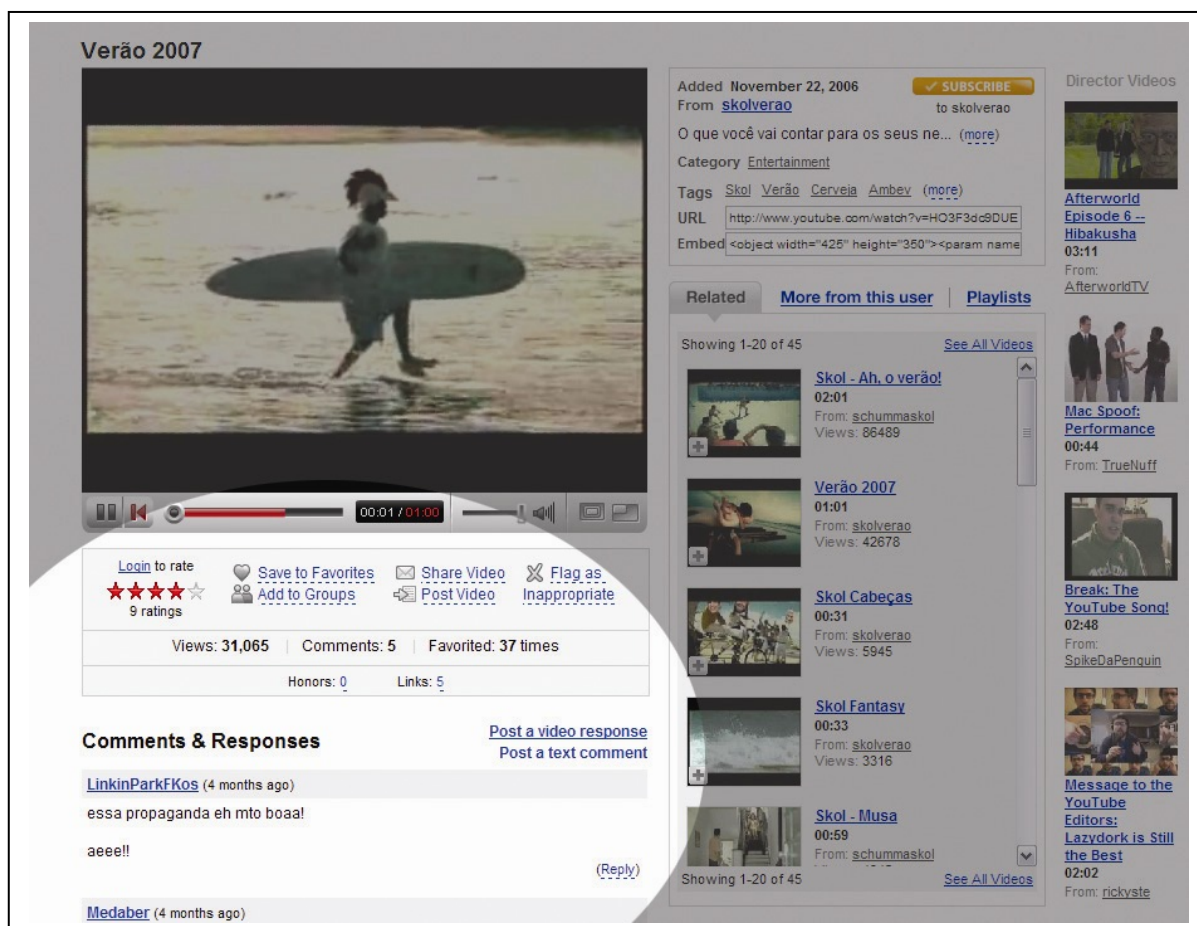 Verão 2007
00:01 / 01:00
Login to rate
9 ratings
Save to Favorites
Add to Groups
Share Video
Post Video
Flag as
Inappropriate
Views: 31,065 | Comments: 5 | Favorited: 37 times
Honors: 0 Links: 5
Comments & Responses
Post a video response
Post a text comment
LinkinParkFKos (4 months ago)
essa propaganda eh mto boaa!
aeee!!
(Reply)
Medaber (4 months ago)
Added November 22, 2006
From skolverao
SUBSCRIBE
to skolverao
O que você vai contar para os seus ne... (more)
Category Entertainment
Tags Skol Verão Cerveja Ambev (more)
URL http://www.youtube.com/watch?v=HO3F3dc9DUE
Embed <object width="425" height="350"><param name
Related More from this user | Playlists
Showing 1-20 of 45 See All Videos
Skol - Ah, o verão!
02:01
From: schummaskol
Views: 86489
Verão 2007
01:01
From: skolverao
Views: 42678
Skol Cabeças
00:31
From: skolverao
Views: 5945
Skol Fantasy
00:33
From: skolverao
Views: 3316
Skol - Musa
00:59
From: schummaskol
Showing 1-20 of 45 See All Videos
Director Videos
Afterworld
Episode 6 --
Hibakusha
03:11
From:
AfterworldTV
Mac Spoof:
Performance
00:44
From: TrueNuff
Break: The
YouTube Song!
02:48
From:
SpikeDaPenguin
Message to the
YouTube
Editors:
Lazydork is Still
the Best
02:02
From: rickyste